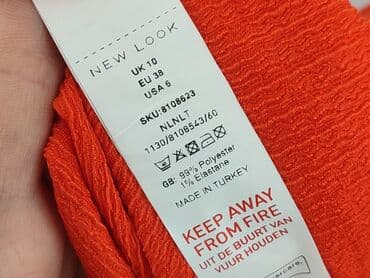 NEW LOOK
UK 10
EU 38
USA 6
SKU:8108623
NLNLT
1130/8108543/60
GB: 99% Polyester
1% Elastane
MADE IN TURKEY
KEEP AWAY
FROM FIRE
UIT DE BUURT VAN
VUUR HOUDEN